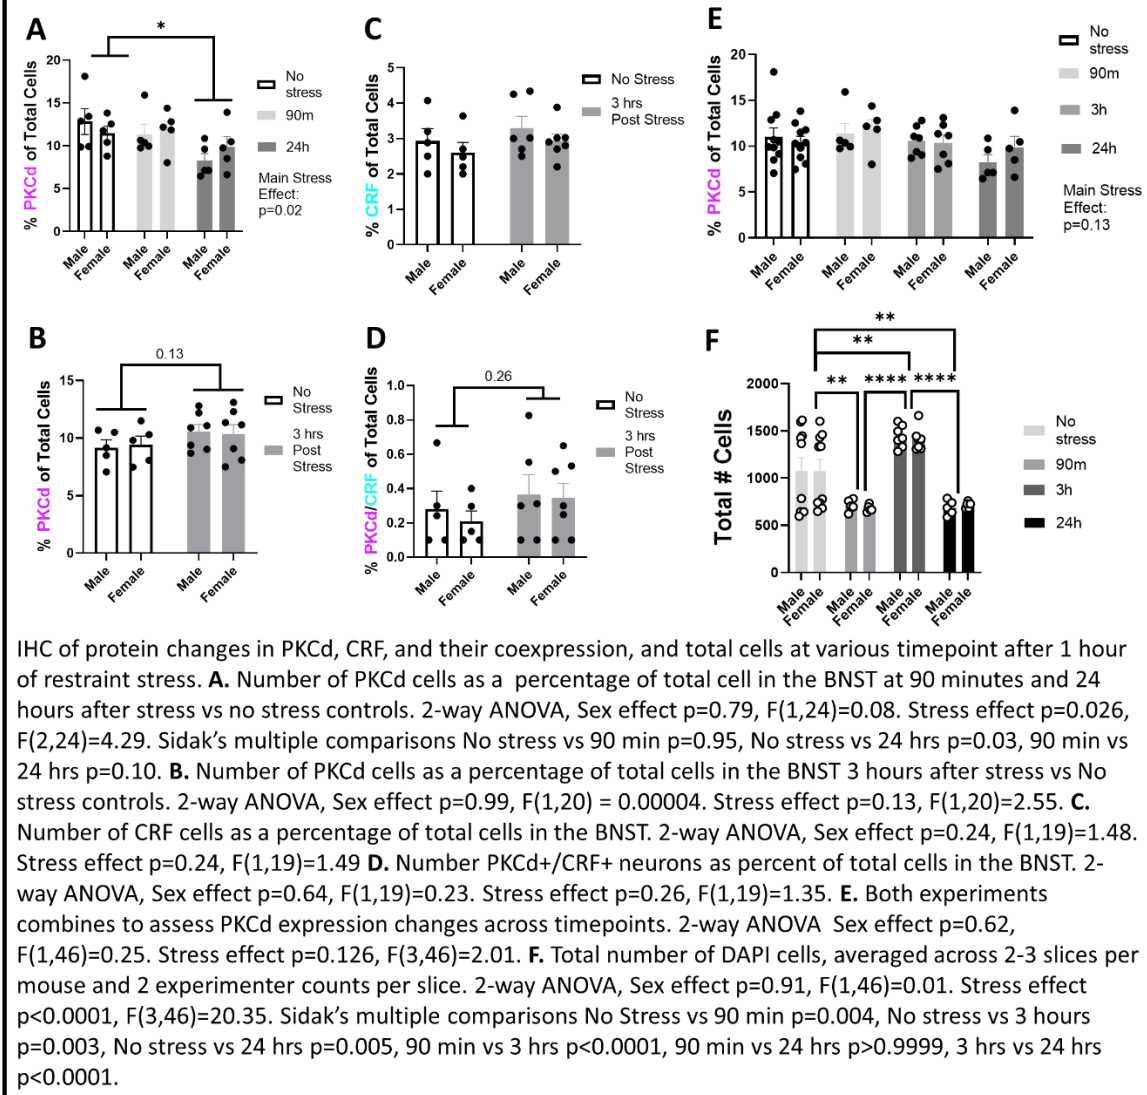 A
*
% PKCd of Total Cells
20
15
10
5
0
Male
Female
Male
Female
Male
Female
No
stress
90m
24h
Main Stress
Effect:
p=0.02
C
% CRF of Total Cells
5
4
3
2
1
0
Male
Female
Male
Female
No Stress
3 hrs
Post Stress
E
% PKCd of Total Cells
20
15
10
5
0
Male
Female
Male
Female
Male
Female
Male
Female
No
stress
90m
3h
24h
Main Stress
Effect:
p=0.13
B
0.13
% PKCd of Total Cells
15
10
5
0
Male
Female
Male
Female
No
Stress
3 hrs
Post
Stress
D
0.26
% PKCd/CRF of Total Cells
1.0
0.8
0.6
0.4
0.2
0.0
Male
Female
Male
Female
No
Stress
3 hrs
Post
Stress
F
**
**
** **** ****
Total # Cells
2000
1500
1000
500
0
Male
Female
Male
Female
Male
Female
Male
Female
No
stress
90m
3h
24h
IHC of protein changes in PKCd, CRF, and their coexpression, and total cells at various timepoint after 1 hour
of restraint stress. A. Number of PKCd cells as a percentage of total cell in the BNST at 90 minutes and 24
hours after stress vs no stress controls. 2-way ANOVA, Sex effect p=0.79, F(1,24)=0.08. Stress effect p=0.026,
F(2,24)=4.29. Sidak's multiple comparisons No stress vs 90 min p=0.95, No stress vs 24 hrs p=0.03, 90 min vs
24 hrs p=0.10. B. Number of PKCd cells as a percentage of total cells in the BNST 3 hours after stress vs No
stress controls. 2-way ANOVA, Sex effect p=0.99, F(1,20) = 0.00004. Stress effect p=0.13, F(1,20)=2.55. C.
Number of CRF cells as a percentage of total cells in the BNST. 2-way ANOVA, Sex effect p=0.24, F(1,19)=1.48.
Stress effect p=0.24, F(1,19)=1.49 D. Number PKCd+/CRF+ neurons as percent of total cells in the BNST. 2-
way ANOVA, Sex effect p=0.64, F(1,19)=0.23. Stress effect p=0.26, F(1,19)=1.35. E. Both experiments
combines to assess PKCd expression changes across timepoints. 2-way ANOVA Sex effect p=0.62,
F(1,46)=0.25. Stress effect p=0.126, F(3,46)=2.01. F. Total number of DAPI cells, averaged across 2-3 slices per
mouse and 2 experimenter counts per slice. 2-way ANOVA, Sex effect p=0.91, F(1,46)=0.01. Stress effect
p<0.0001, F(3,46)=20.35. Sidak's multiple comparisons No Stress vs 90 min p=0.004, No stress vs 3 hours
p=0.003, No stress vs 24 hrs p=0.005, 90 min vs 3 hrs p<0.0001, 90 min vs 24 hrs p>0.9999, 3 hrs vs 24 hrs
p<0.0001.